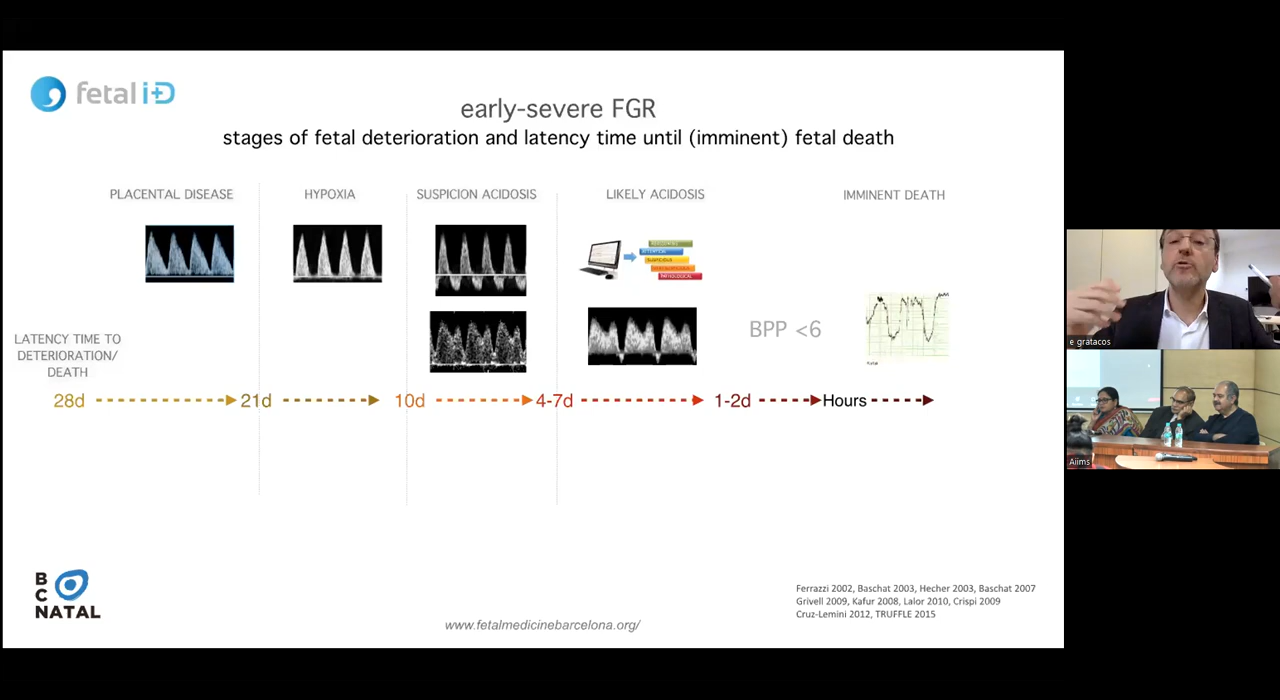 fetal i+D
early-severe FGR
stages of fetal deterioration and latency time until (imminent) fetal death
PLACENTAL DISEASE
HYPOXIA
SUSPICION ACIDOSIS
LIKELY ACIDOSIS
IMMINENT DEATH
PATHOLOGICAL
BPP <6
LATENCY TIME TO
DETERIORATION/
DEATH
28d
21d
10d
4-7d
1-2d
Hours
e gratacos
Aiims
B
C
NATAL
Ferrazzi 2002, Baschat 2003, Hecher 2003, Baschat 2007
Grivell 2009, Kafur 2008, Lalor 2010, Crispi 2009
Cruz-Lemini 2012, TRUFFLE 2015
www.fetalmedicinebarcelona.org/